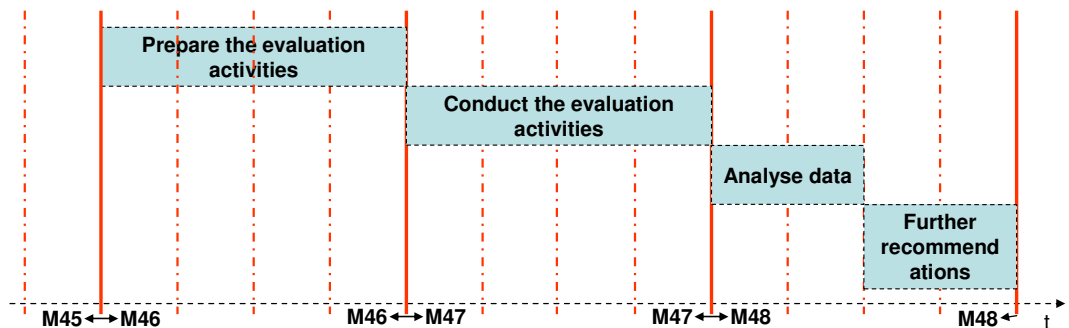 Prepare the evaluation
activities
Conduct the evaluation
activities
Analyse data
Further
recommend
ations
M45 M46 M46 M47 M47 M48 M48 t